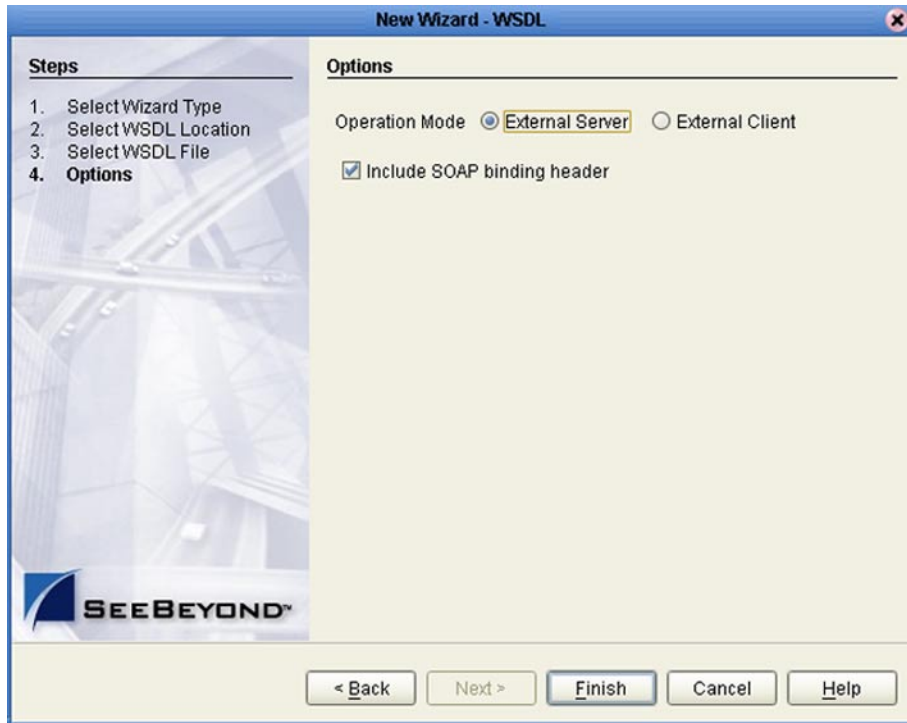 New Wizard - WSDL
Steps
1. Select Wizard Type
2. Select WSDL Location
3. Select WSDL File
4. Options
SEEBEYOND™
Options
Operation Mode External Server External Client
Include SOAP binding header
< Back Next > Finish Cancel Help